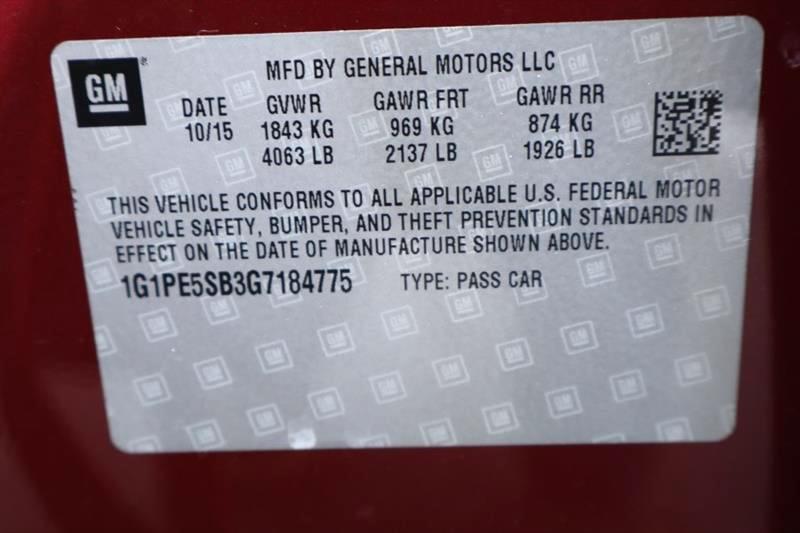 GM
MFD BY GENERAL MOTORS LLC
DATE GVWR GAWR FRT GAWR RR
10/15 1843 KG 969 KG 874 KG
4063 LB 2137 LB 1926 LB
THIS VEHICLE CONFORMS TO ALL APPLICABLE U.S. FEDERAL MOTOR
VEHICLE SAFETY, BUMPER, AND THEFT PREVENTION STANDARDS IN
EFFECT ON THE DATE OF MANUFACTURE SHOWN ABOVE.
1G1PE5SB3G7184775 TYPE: PASS CAR